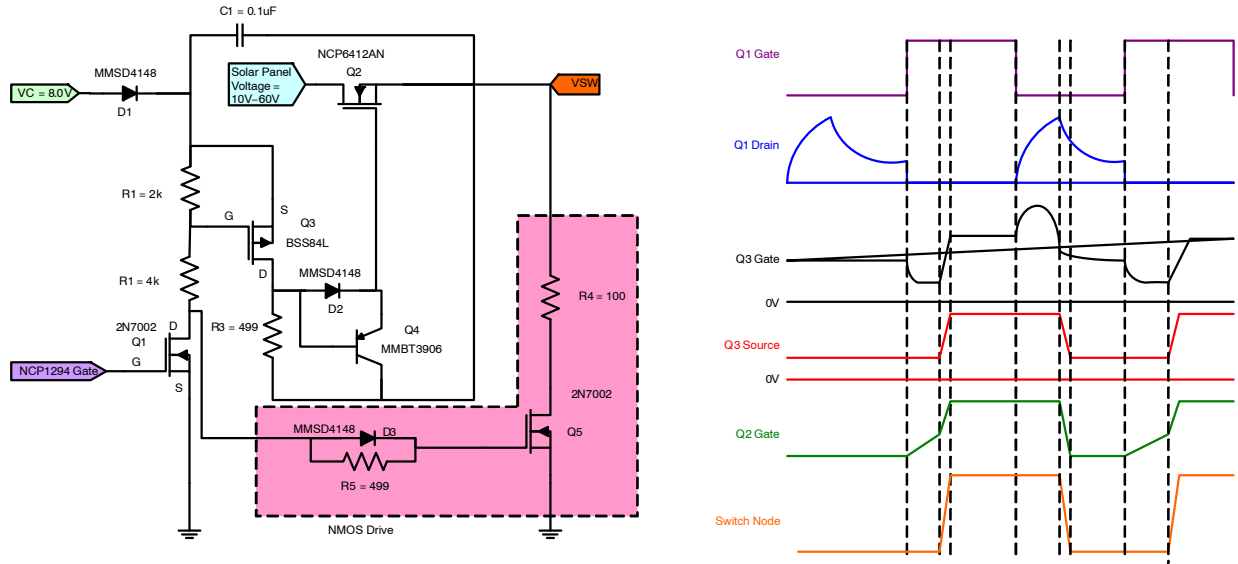 C1 = 0.1uF
NCP6412AN
Q2
MMSD4148
VC = 8.0V
D1
Solar Panel
Voltage =
10V–60V
VSW
R1 = 2k
G
S
Q3
BSS84L
D
R1 = 4k
MMSD4148
D2
R4 = 100
2N7002
D
Q1
R3 = 499
Q4
MMBT3906
G
NCP1294 Gate
S
2N7002
MMSD4148
D3
Q5
R5 = 499
NMOS Drive
Q1 Gate
Q1 Drain
Q3 Gate
0V
Q3 Source
0V
Q2 Gate
Switch Node